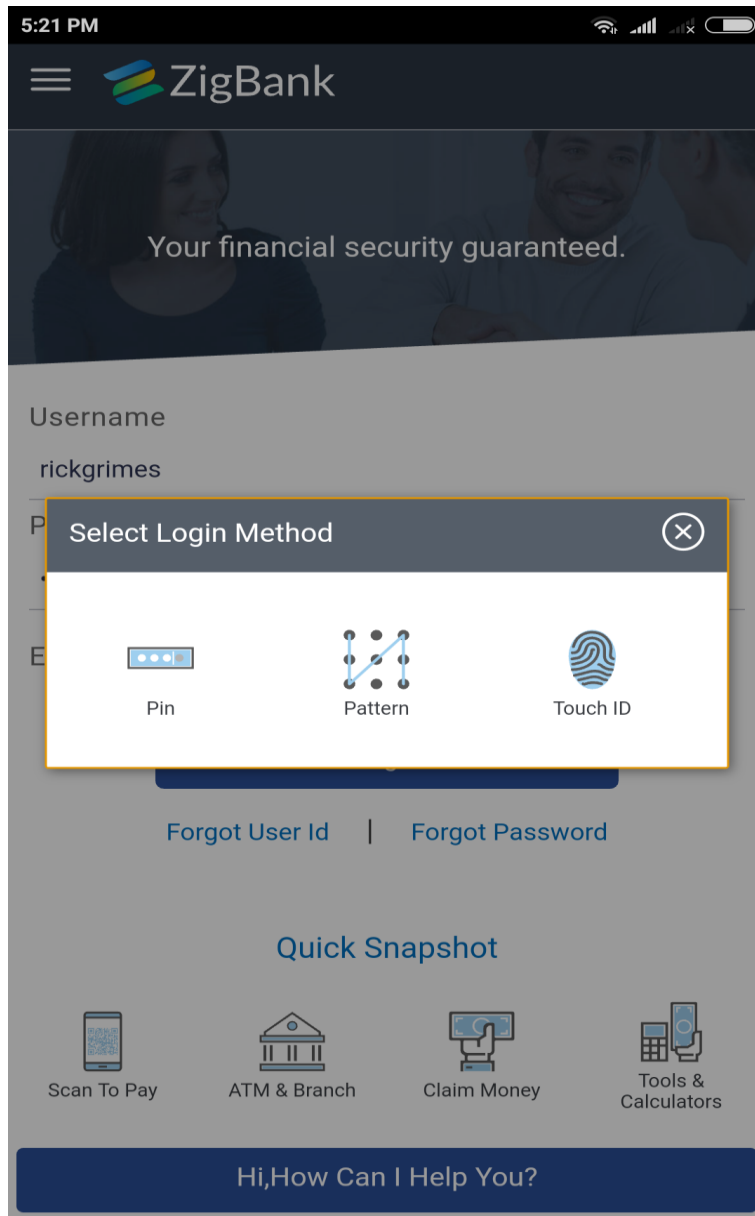 5:21 PM
ZigBank
Your financial security guaranteed.
Username
rickgrimes
P
Select Login Method
E
Pin
Pattern
Touch ID
Forgot User Id | Forgot Password
Quick Snapshot
Scan To Pay
ATM & Branch
Claim Money
Tools &
Calculators
Hi,How Can I Help You?